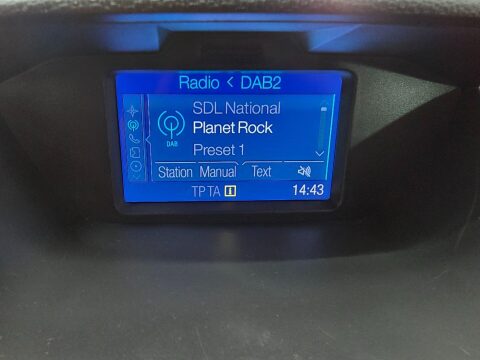 Radio < DAB2
SDL National
Planet Rock
DAB
Preset 1
Station Manual Text
TP TA i 14:43